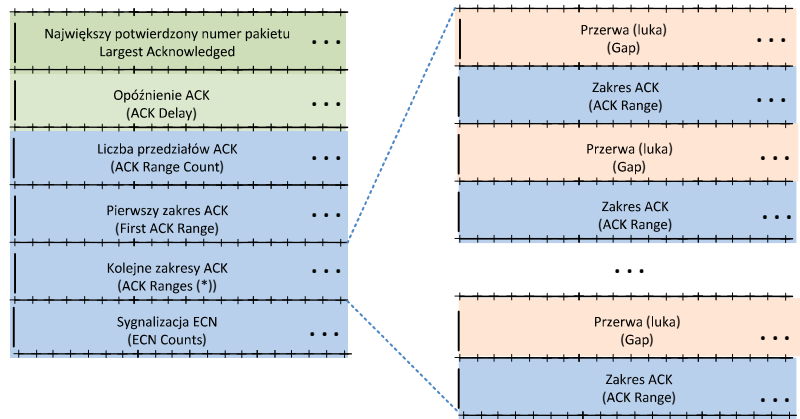 Największy potwierdzony numer pakietu
Largest Acknowledged
• • •
Opóźnienie ACK
(ACK Delay)
• • •
Liczba przedziałów ACK
(ACK Range Count)
• • •
Pierwszy zakres ACK
(First ACK Range)
• • •
Kolejne zakresy ACK
(ACK Ranges (*))
• • •
Sygnalizacja ECN
(ECN Counts)
• • •
Przerwa (luka)
(Gap)
• • •
Zakres ACK
(ACK Range)
• • •
Przerwa (luka)
(Gap)
• • •
Zakres ACK
(ACK Range)
• • •
• • •
Przerwa (luka)
(Gap)
• • •
Zakres ACK
(ACK Range)
• • •